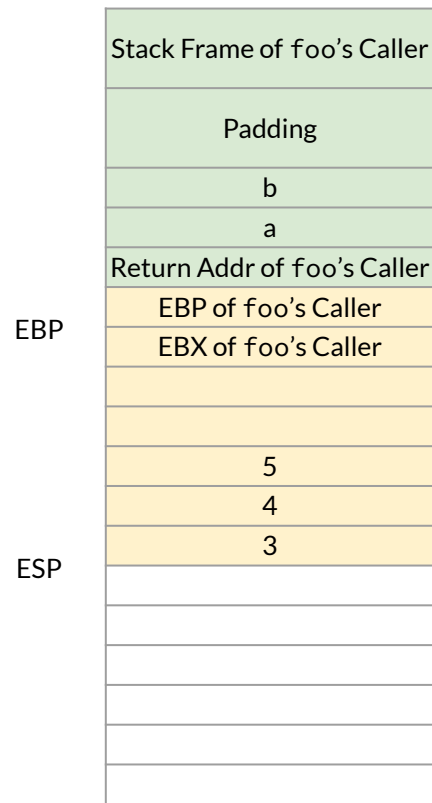 Stack Frame of foo’s Caller
Padding
b
a
Return Addr of foo’s Caller
EBP of foo’s Caller
EBP
EBX of foo’s Caller
5
4
3
ESP